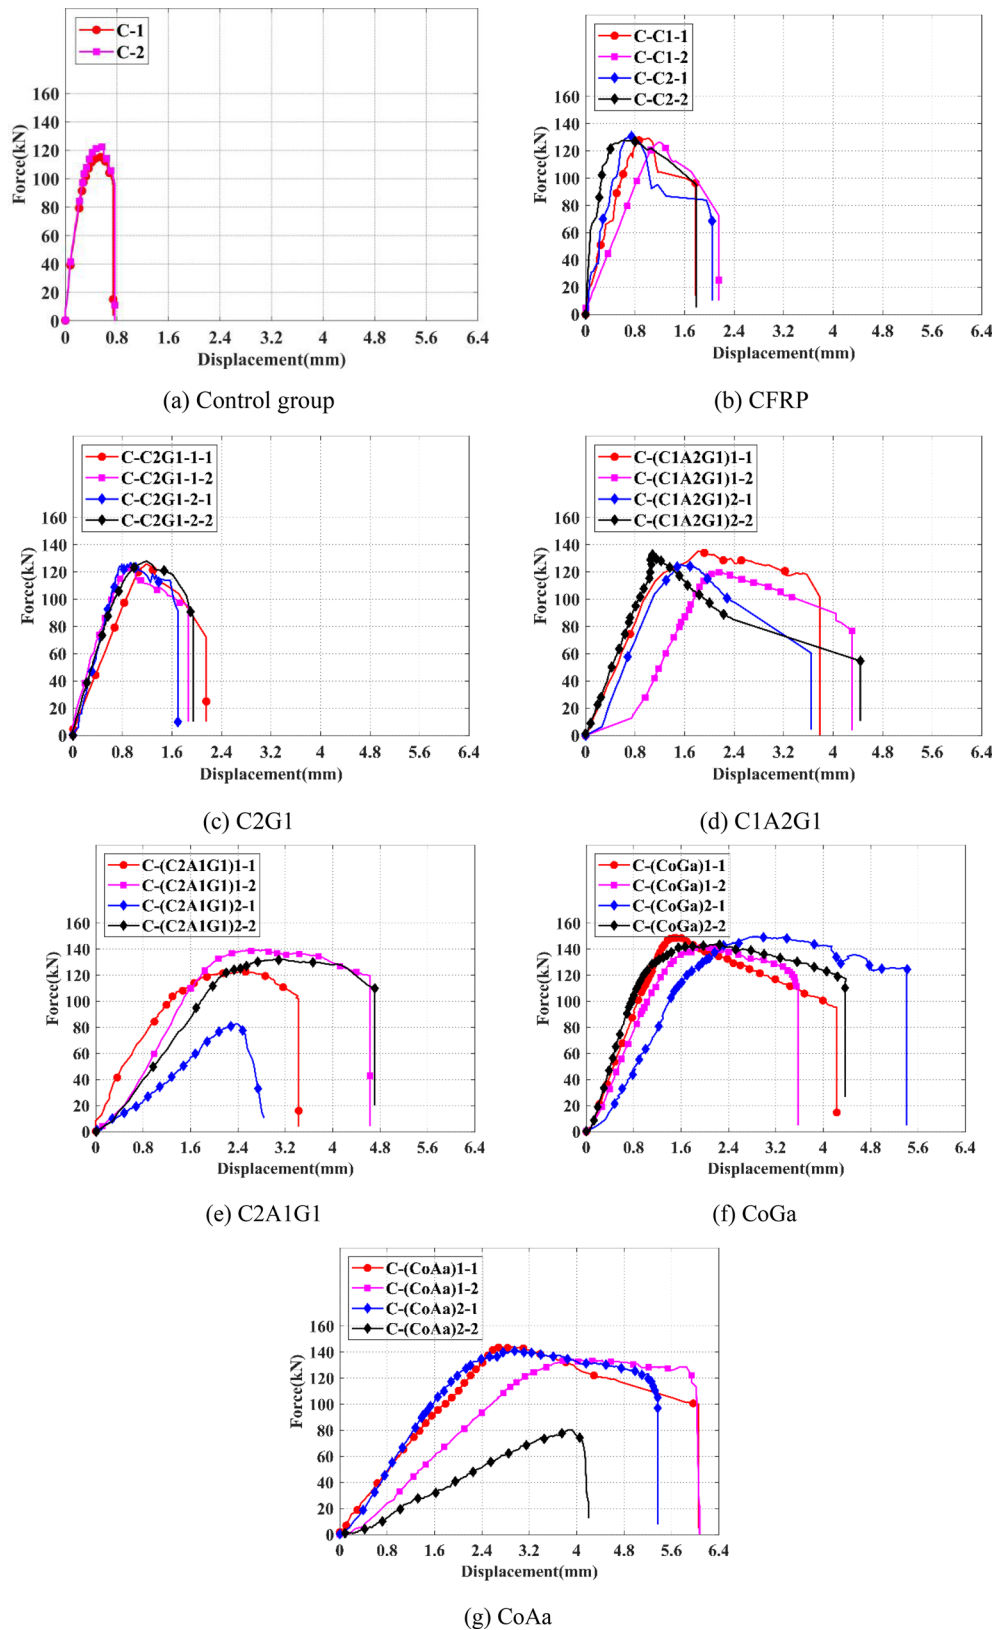 C-1
C-2
160
140
120
100
80
60
40
20
0
Force(kN)
0 0.8 1.6 2.4 3.2 4 4.8 5.6 6.4
Displacement(mm)
(a) Control group
C-C1-1
C-C1-2
C-C2-1
C-C2-2
160
140
120
100
80
60
40
20
0
Force(kN)
0 0.8 1.6 2.4 3.2 4 4.8 5.6 6.4
Displacement(mm)
(b) CFRP
C-C2G1-1-1
C-C2G1-1-2
C-C2G1-2-1
C-C2G1-2-2
160
140
120
100
80
60
40
20
0
Force(kN)
0 0.8 1.6 2.4 3.2 4 4.8 5.6 6.4
Displacement(mm)
(c) C2G1
C-(C1A2G1)1-1
C-(C1A2G1)1-2
C-(C1A2G1)2-1
C-(C1A2G1)2-2
160
140
120
100
80
60
40
20
0
Force(kN)
0 0.8 1.6 2.4 3.2 4 4.8 5.6 6.4
Displacement(mm)
(d) C1A2G1
C-(C2A1G1)1-1
C-(C2A1G1)1-2
C-(C2A1G1)2-1
C-(C2A1G1)2-2
160
140
120
100
80
60
40
20
0
Force(kN)
0 0.8 1.6 2.4 3.2 4 4.8 5.6 6.4
Displacement(mm)
(e) C2A1G1
C-(CoGa)1-1
C-(CoGa)1-2
C-(CoGa)2-1
C-(CoGa)2-2
160
140
120
100
80
60
40
20
0
Force(kN)
0 0.8 1.6 2.4 3.2 4 4.8 5.6 6.4
Displacement(mm)
(f) CoGa
C-(CoAa)1-1
C-(CoAa)1-2
C-(CoAa)2-1
C-(CoAa)2-2
160
140
120
100
80
60
40
20
0
Force(kN)
0 0.8 1.6 2.4 3.2 4 4.8 5.6 6.4
Displacement(mm)
(g) CoAa